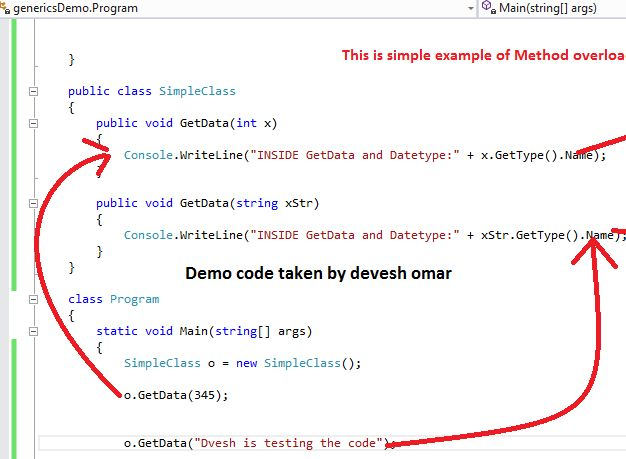 genericsDemo.Program Main(string[] args)
} This is simple example of Method overloa
public class SimpleClass
{
public void GetData(int x)
{
Console.WriteLine("INSIDE GetData and Datetype:" + x.GetType().Name);
}
public void GetData(string xStr)
{
Console.WriteLine("INSIDE GetData and Datetype:" + xStr.GetType().Name);
}
}
Demo code taken by devesh omar
class Program
{
static void Main(string[] args)
{
SimpleClass o = new SimpleClass();
o.GetData(345);
o.GetData("Dvesh is testing the code");